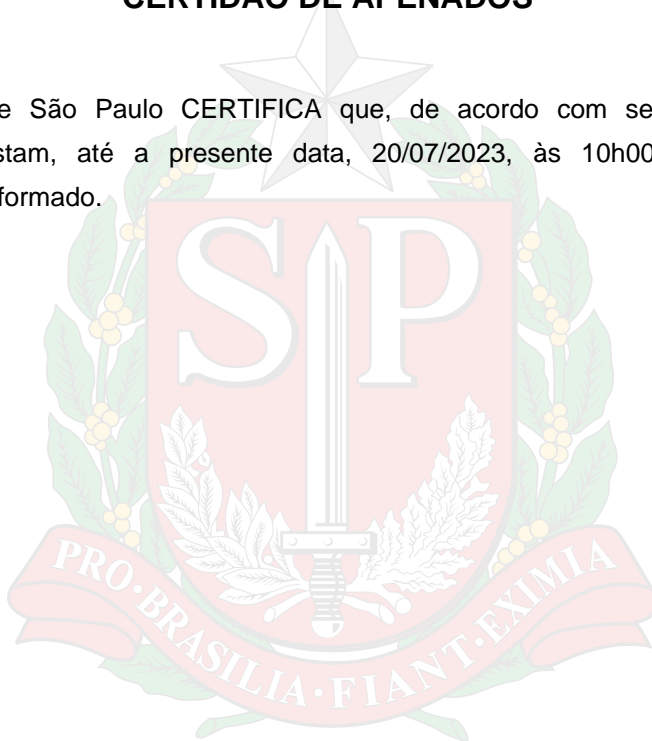 CERTIDÃO DE APENADOS
e São Paulo CERTIFICA que, de acordo com se
stam, até a presente data, 20/07/2023, às 10h00
formado.
SP
PRO·BRASILIA·FIANT·EXIMIA